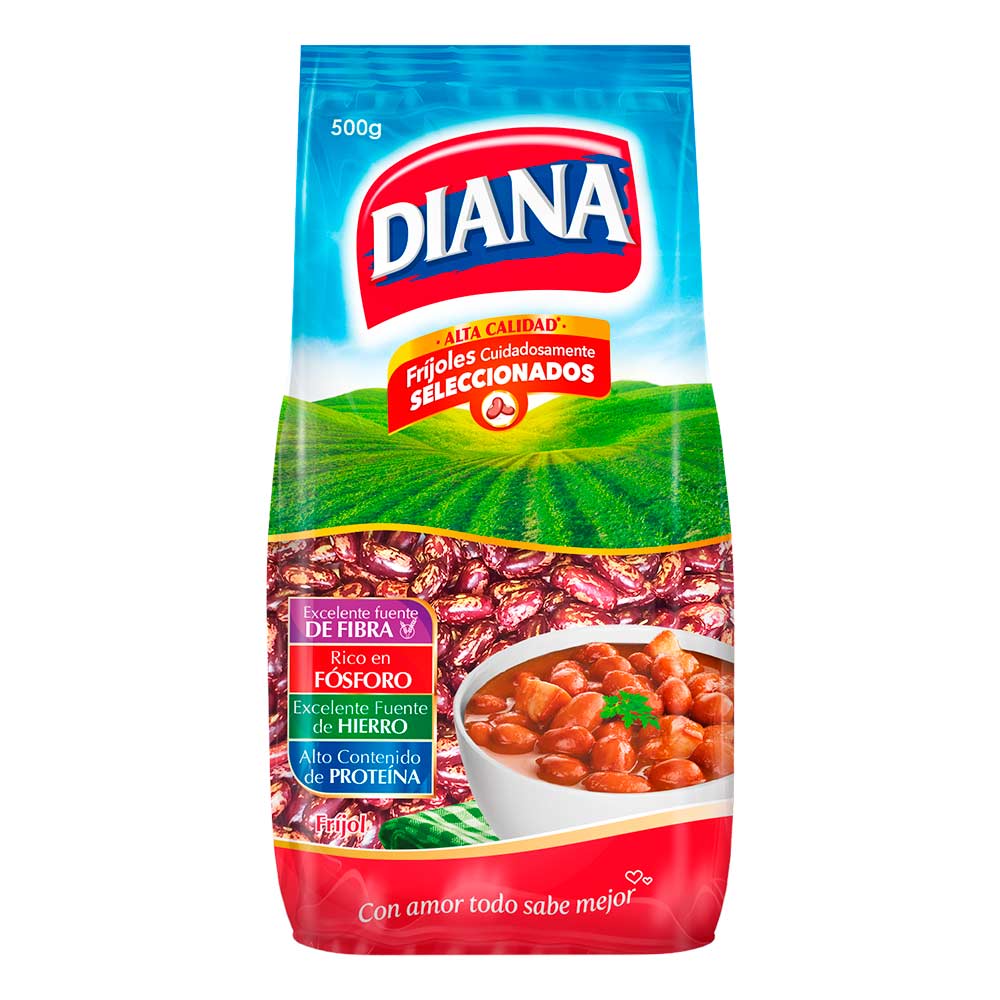 500g
DIANA
• ALTA CALIDAD* •
Fríjoles Cuidadosamente
SELECCIONADOS
Excelente fuente
DE FIBRA
Rico en
FÓSFORO
Excelente Fuente
de HIERRO
Alto Contenido
de PROTEÍNA
Fríjol
Con amor todo sabe mejor